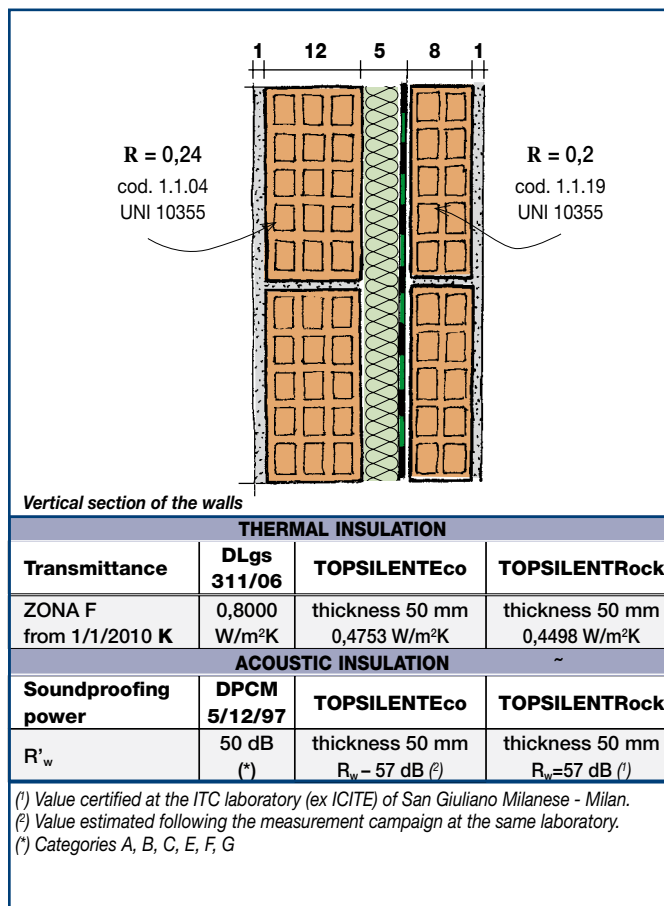 1 12 5 8 1
R = 0,24
cod. 1.1.04
UNI 10355
R = 0,2
cod. 1.1.19
UNI 10355
Vertical section of the walls
THERMAL INSULATION
Transmittance DLgs 311/06 TOPSILENTEco TOPSILENTRock
ZONA F from 1/1/2010 K 0,8000 W/m²K thickness 50 mm 0,4753 W/m²K thickness 50 mm 0,4498 W/m²K
ACOUSTIC INSULATION ~
Soundproofing power DPCM 5/12/97 TOPSILENTEco TOPSILENTRock
R'w 50 dB (*) thickness 50 mm Rw – 57 dB (²) thickness 50 mm Rw=57 dB (¹)
(¹) Value certified at the ITC laboratory (ex ICITE) of San Giuliano Milanese - Milan.
(²) Value estimated following the measurement campaign at the same laboratory.
(*) Categories A, B, C, E, F, G